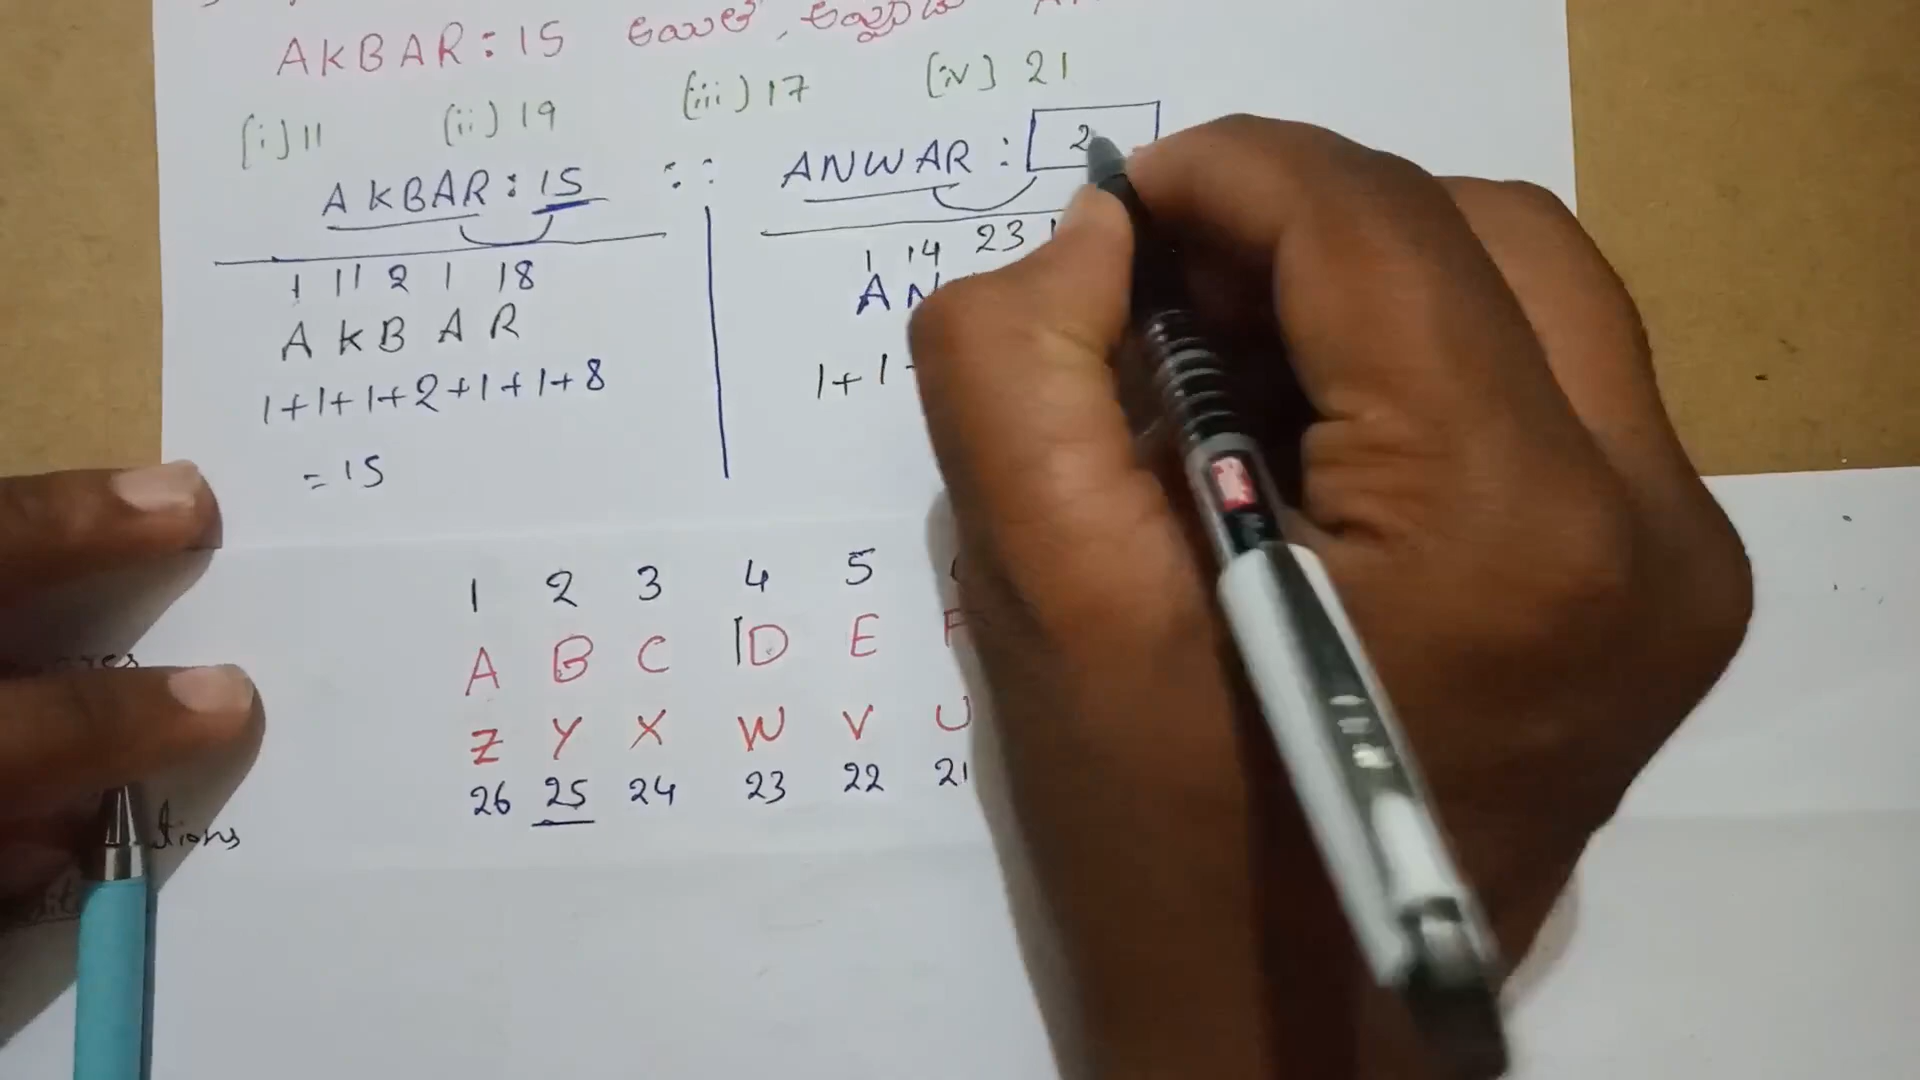 AKBAR : 15 ಆದರೆ,
(i) 11 (ii) 19 (iii) 17 (iv) 21
AKBAR : 15 :: ANWAR : 2
1 11 2 1 18
A K B A R
1+1+1+2+1+1+8
= 15
1 14 23 1
A N
1+1
1 2 3 4 5
A B C D E F
Z Y X W V U
26 25 24 23 22 21